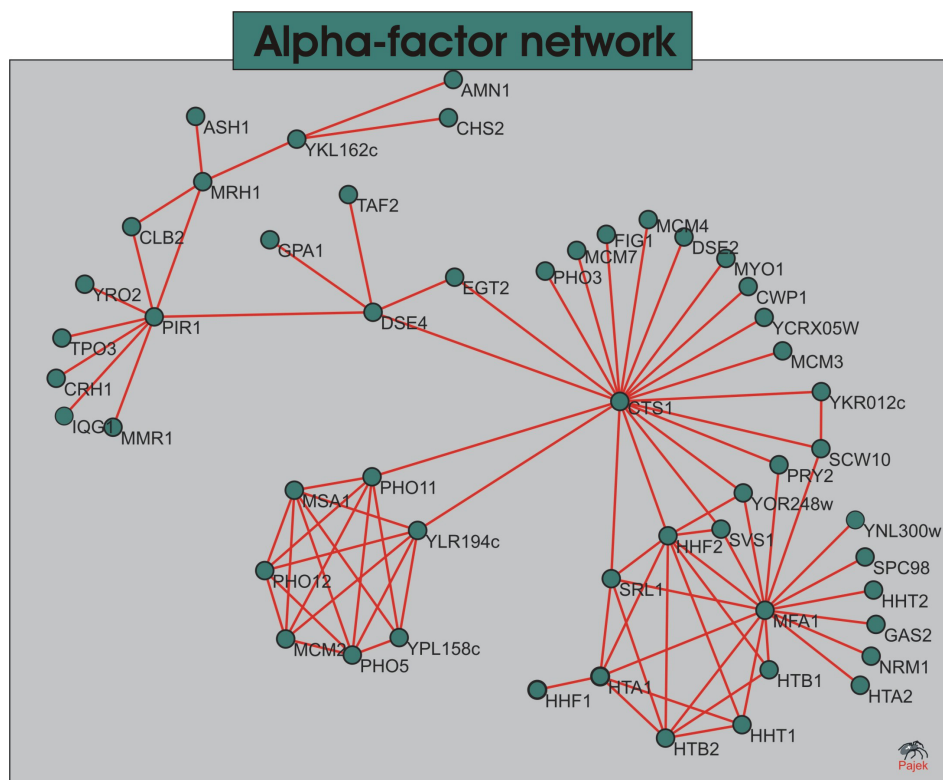 Alpha-factor network
AMN1
ASH1
CHS2
YKL162c
MRH1
TAF2
MCM4
CLB2
FIG1
DSE2
GPA1
MCM7
MYO1
PHO3
EGT2
CWP1
YRO2
DSE4
PIR1
YCRX05W
TPO3
MCM3
CRH1
CTS1
YKR012c
IQG1
MMR1
SCW10
PRY2
PHO11
MSA1
YOR248w
YLR194c
YNL300w
HHF2
SVS1
SPC98
PHO12
SRL1
HHT2
MFA1
GAS2
MCM2
YPL158c
PHO5
NRM1
HTB1
HTA1
HTA2
HHF1
HHT1
HTB2
Pajek